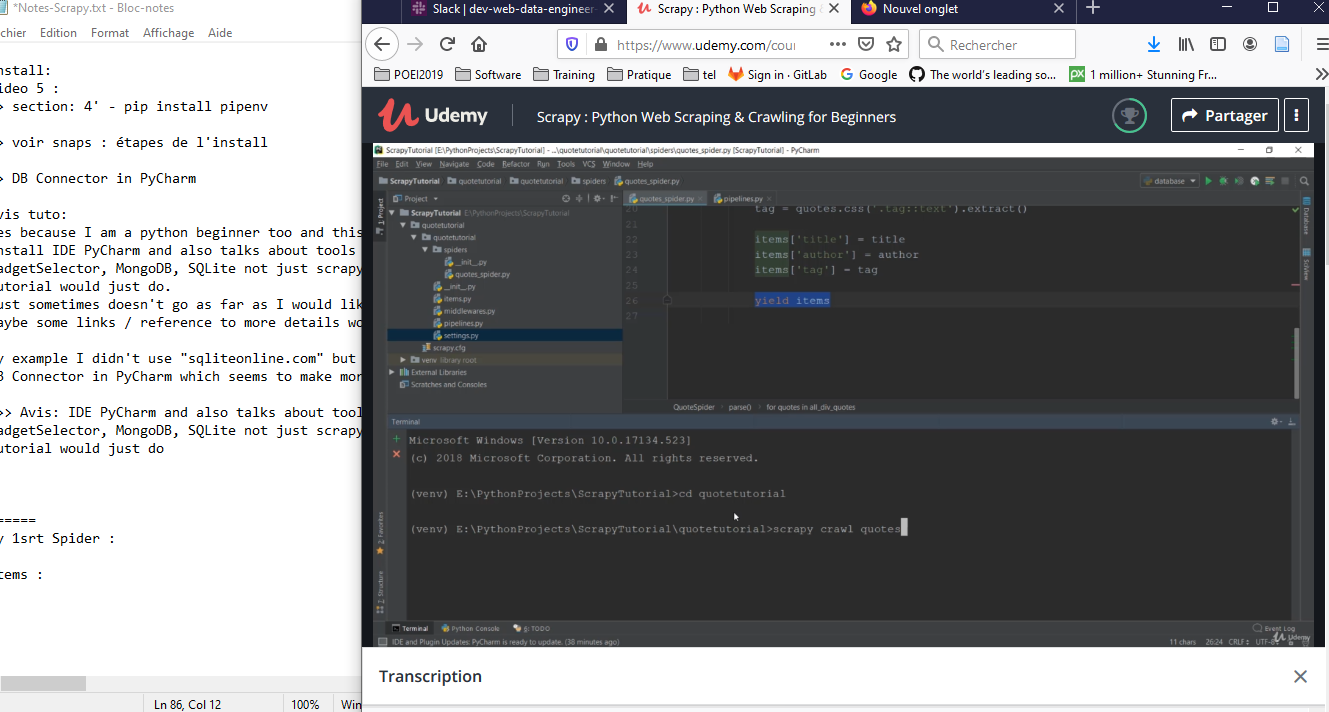 *Notes-Scrapy.txt - Bloc-notes
chier Edition Format Affichage Aide
nstall:
ideo 5 :
> section: 4' - pip install pipenv
> voir snaps : étapes de l'install
> DB Connector in PyCharm
vis tuto:
es because I am a python beginner too and this
nstall IDE PyCharm and also talks about tools
adgetSelector, MongoDB, SQLite not just scrapy
utorial would just do.
ust sometimes doesn't go as far as I would lik
aybe some links / reference to more details wo
y example I didn't use "sqliteonline.com" but
B Connector in PyCharm which seems to make mor
>> Avis: IDE PyCharm and also talks about tool
adgetSelector, MongoDB, SQLite not just scrapy
utorial would just do
=====
y 1srt Spider :
tems :
Ln 86, Col 12 100% Win
Slack | dev-web-data-engineer- Scrapy : Python Web Scraping & Nouvel onglet
https://www.udemy.com/cour Rechercher
POEI2019 Software Training Pratique tel Sign in · GitLab Google The world's leading so... px 1 million+ Stunning Fr...
Udemy Scrapy : Python Web Scraping & Crawling for Beginners Partager
ScrapyTutorial [E:\PythonProjects\ScrapyTutorial] - ...\quotetutorial\quotetutorial\spiders\quotes_spider.py [ScrapyTutorial] - PyCharm
File Edit View Navigate Code Refactor Run Tools VCS Window Help
ScrapyTutorial quotetutorial quotetutorial spiders quotes_spider.py database
Project quotes_spider.py pipelines.py
1: Project
ScrapyTutorial E:\PythonProjects\ScrapyTutorial
quotetutorial
quotetutorial
spiders
__init__.py
quotes_spider.py
__init__.py
items.py
middlewares.py
pipelines.py
settings.py
scrapy.cfg
venv library root
External Libraries
Scratches and Consoles
20 tag = quotes.css('.tag::text').extract()
21
22 items['title'] = title
23 items['author'] = author
24 items['tag'] = tag
25
26 yield items
27
Database
SciView
QuoteSpider parse() for quotes in all_div_quotes
Terminal
Microsoft Windows [Version 10.0.17134.523]
(c) 2018 Microsoft Corporation. All rights reserved.
(venv) E:\PythonProjects\ScrapyTutorial>cd quotetutorial
(venv) E:\PythonProjects\ScrapyTutorial\quotetutorial>scrapy crawl quotes
2: Favorites
7: Structure
Terminal Python Console 6: TODO Event Log
IDE and Plugin Updates: PyCharm is ready to update. (38 minutes ago) 11 chars 26:24 CRLF UTF-8
Udemy
Transcription